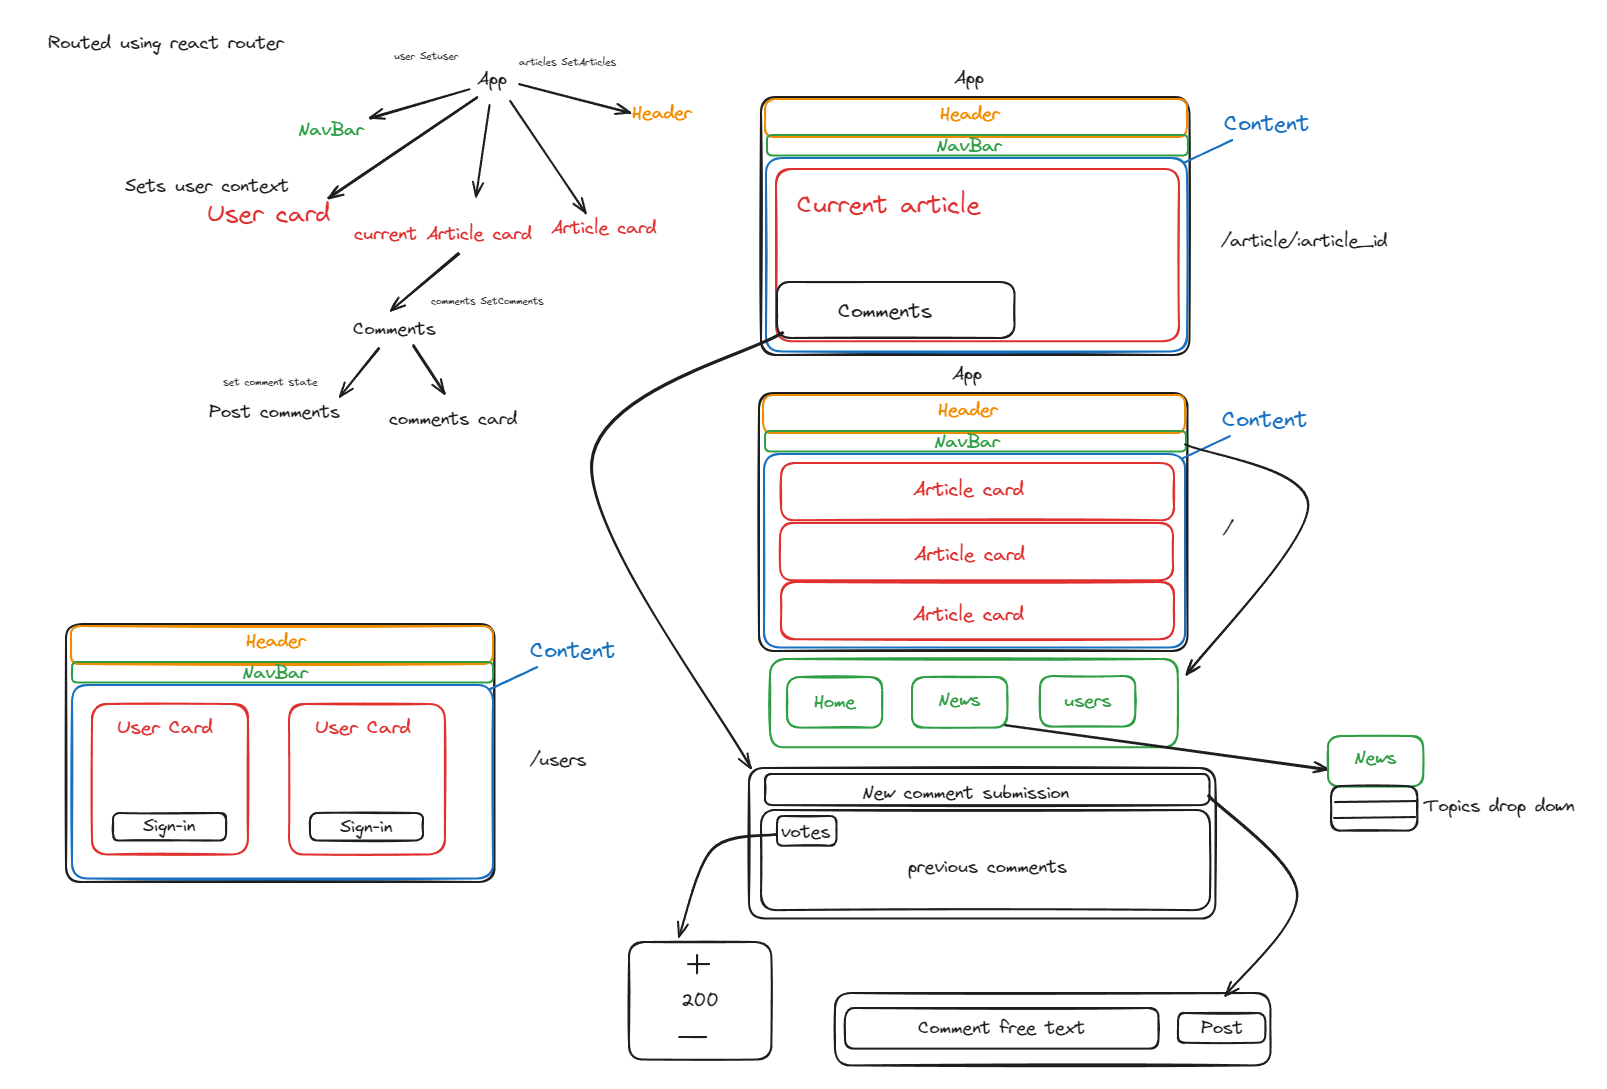 Routed using react router
user Setuser
articles SetArticles
App
NavBar
Header
Sets user context
User card
current Article card
Article card
comments SetComments
Comments
Set comment state
Post comments
comments card
App
Header
NavBar
Content
Current article
Comments
/article/:article_id
App
Header
NavBar
Content
Article card
Article card
Article card
/
Home
News
users
News
Topics drop down
Header
NavBar
Content
User Card
User Card
Sign-in
Sign-in
/users
New comment submission
votes
previous comments
+
200
—
Comment free text
Post